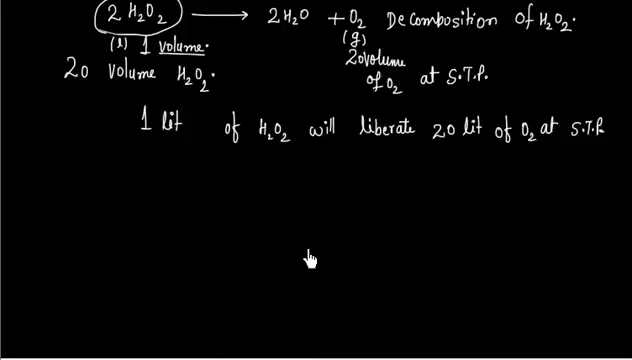 2 H₂O₂ ⟶ 2H₂O + O₂ Decomposition of H₂O₂.
(l) 1 volume. (g)
20 volume H₂O₂. 20volume of O₂ at S.T.P.
1 lit of H₂O₂ will liberate 20 lit of O₂ at S.T.P.